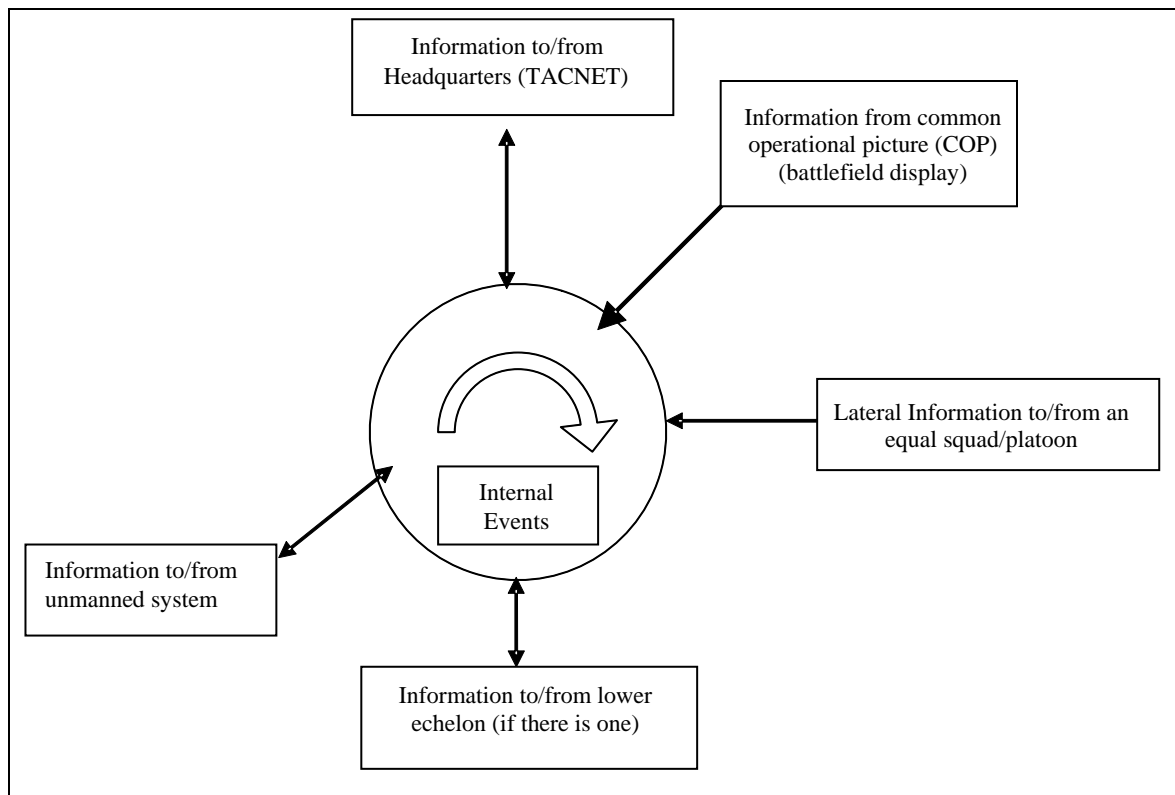 Information to/from
Headquarters (TACNET)
Information from common
operational picture (COP)
(battlefield display)
Lateral Information to/from an
equal squad/platoon
Internal
Events
Information to/from
unmanned system
Information to/from lower
echelon (if there is one)